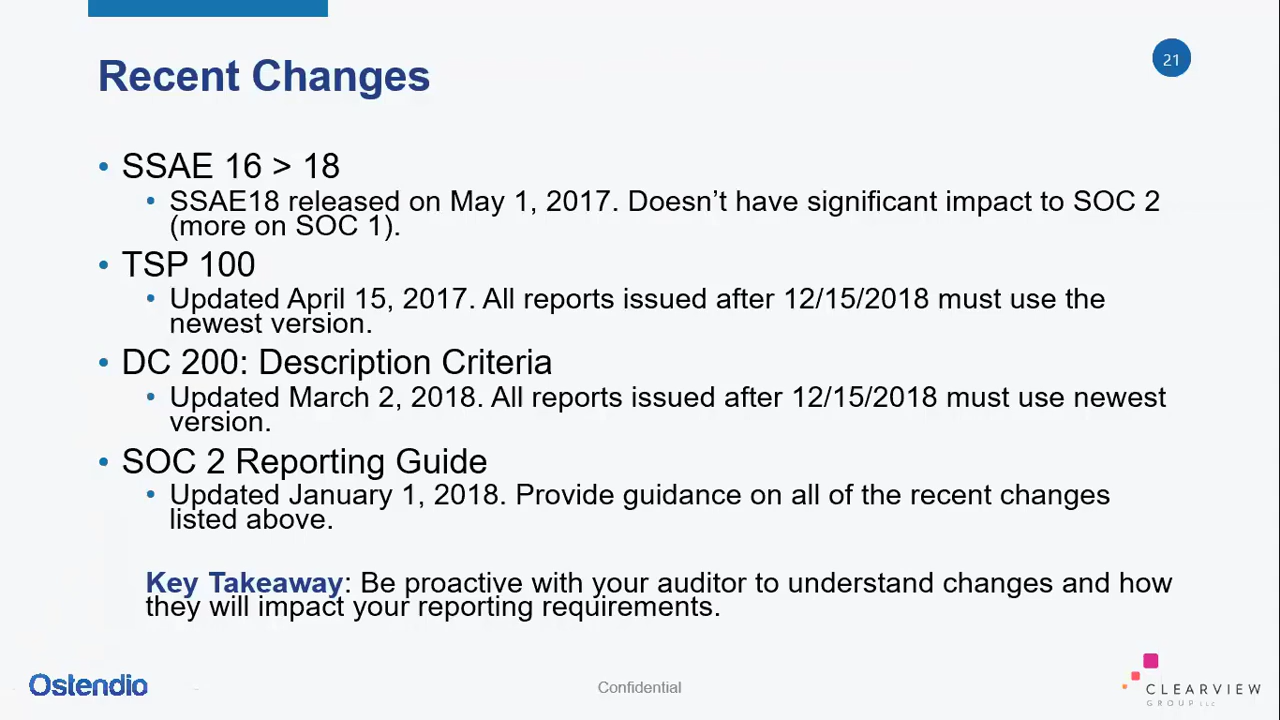 Recent Changes
21
• SSAE 16 > 18
• SSAE18 released on May 1, 2017. Doesn’t have significant impact to SOC 2
(more on SOC 1).
• TSP 100
• Updated April 15, 2017. All reports issued after 12/15/2018 must use the
newest version.
• DC 200: Description Criteria
• Updated March 2, 2018. All reports issued after 12/15/2018 must use newest
version.
• SOC 2 Reporting Guide
• Updated January 1, 2018. Provide guidance on all of the recent changes
listed above.
Key Takeaway: Be proactive with your auditor to understand changes and how
they will impact your reporting requirements.
Ostendio
Confidential
CLEARVIEW
GROUP LLC